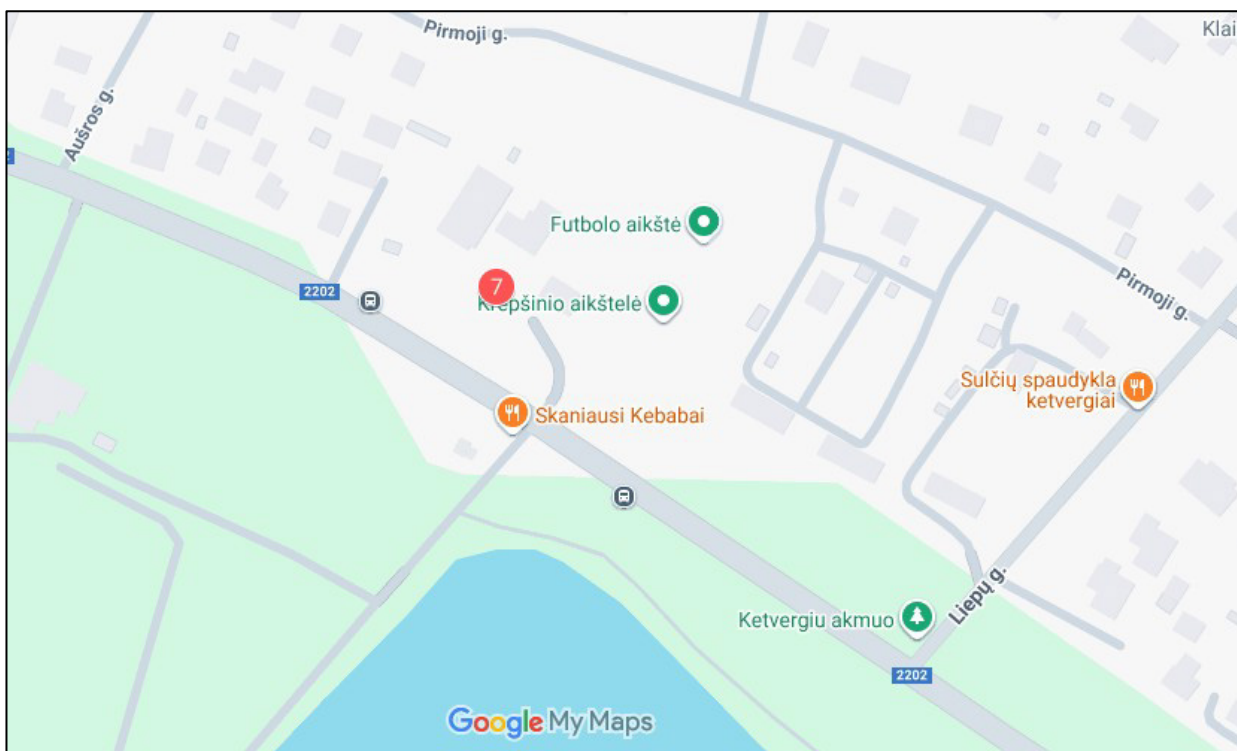 Pirmoji g.
Klai
Aušros g.
Futbolo aikštė
2202
7
Krepšinio aikštelė
Pirmoji g.
Sulčių spaudykla
ketvergiai
Skaniausi Kebabai
Liepų g.
Ketvergiu akmuo
2202
Google My Maps